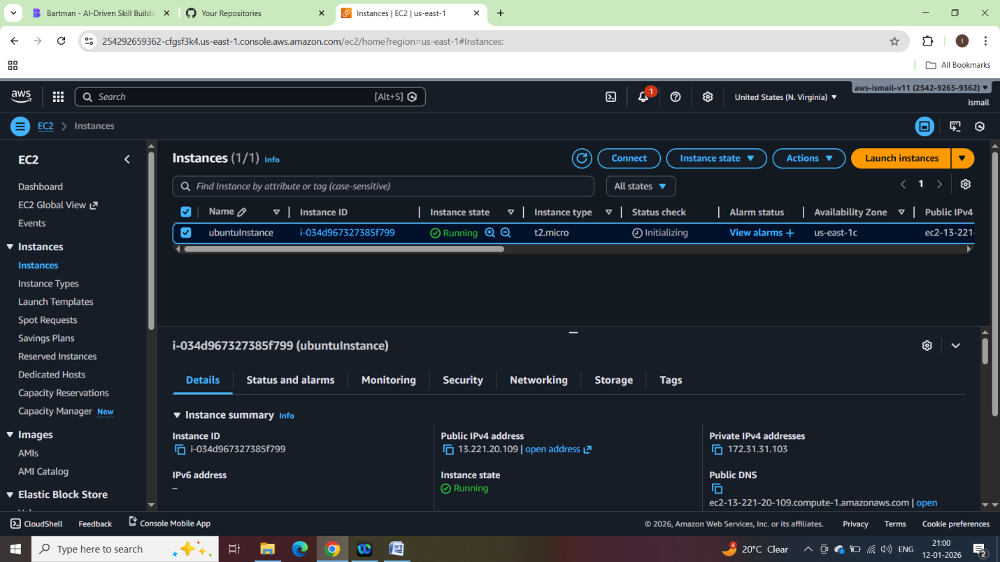 Bartman - AI-Driven Skill Buildi
Your Repositories
Instances | EC2 | us-east-1
254292659362-cfgsf3k4.us-east-1.console.aws.amazon.com/ec2/home?region=us-east-1#Instances:
I
All Bookmarks
aws
Search
[Alt+S]
1
United States (N. Virginia)
aws-ismail-v11 (2542-9265-9362)
ismail
EC2
Instances
EC2
Dashboard
EC2 Global View
Events
Instances
Instances
Instance Types
Launch Templates
Spot Requests
Savings Plans
Reserved Instances
Dedicated Hosts
Capacity Reservations
Capacity Manager New
Images
AMIs
AMI Catalog
Elastic Block Store
Instances (1/1) Info
Connect
Instance state
Actions
Launch instances
Find Instance by attribute or tag (case-sensitive)
All states
1
Name Instance ID Instance state Instance type Status check Alarm status Availability Zone Public IPv4
ubuntuInstance i-034d967327385f799 Running t2.micro Initializing View alarms + us-east-1c ec2-13-221-
i-034d967327385f799 (ubuntuInstance)
Details Status and alarms Monitoring Security Networking Storage Tags
Instance summary Info
Instance ID
i-034d967327385f799
Public IPv4 address
13.221.20.109 | open address
Private IPv4 addresses
172.31.31.103
IPv6 address
–
Instance state
Running
Public DNS
ec2-13-221-20-109.compute-1.amazonaws.com | open
CloudShell Feedback Console Mobile App
© 2026, Amazon Web Services, Inc. or its affiliates. Privacy Terms Cookie preferences
Type here to search
4
20°C Clear
ENG
21:00
12-01-2026
2